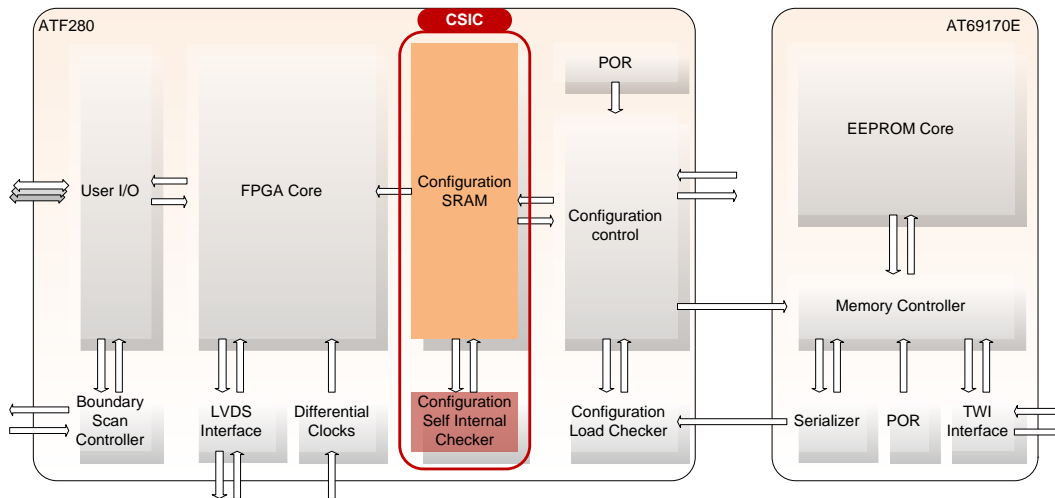 CSIC
ATF280
AT69170E
POR
EEPROM Core
User I/O
FPGA Core
Configuration
SRAM
Configuration
control
Memory Controller
Boundary
Scan
Controller
LVDS
Interface
Differential
Clocks
Configuration
Self Internal
Checker
Configuration
Load Checker
Serializer
POR
TWI
Interface